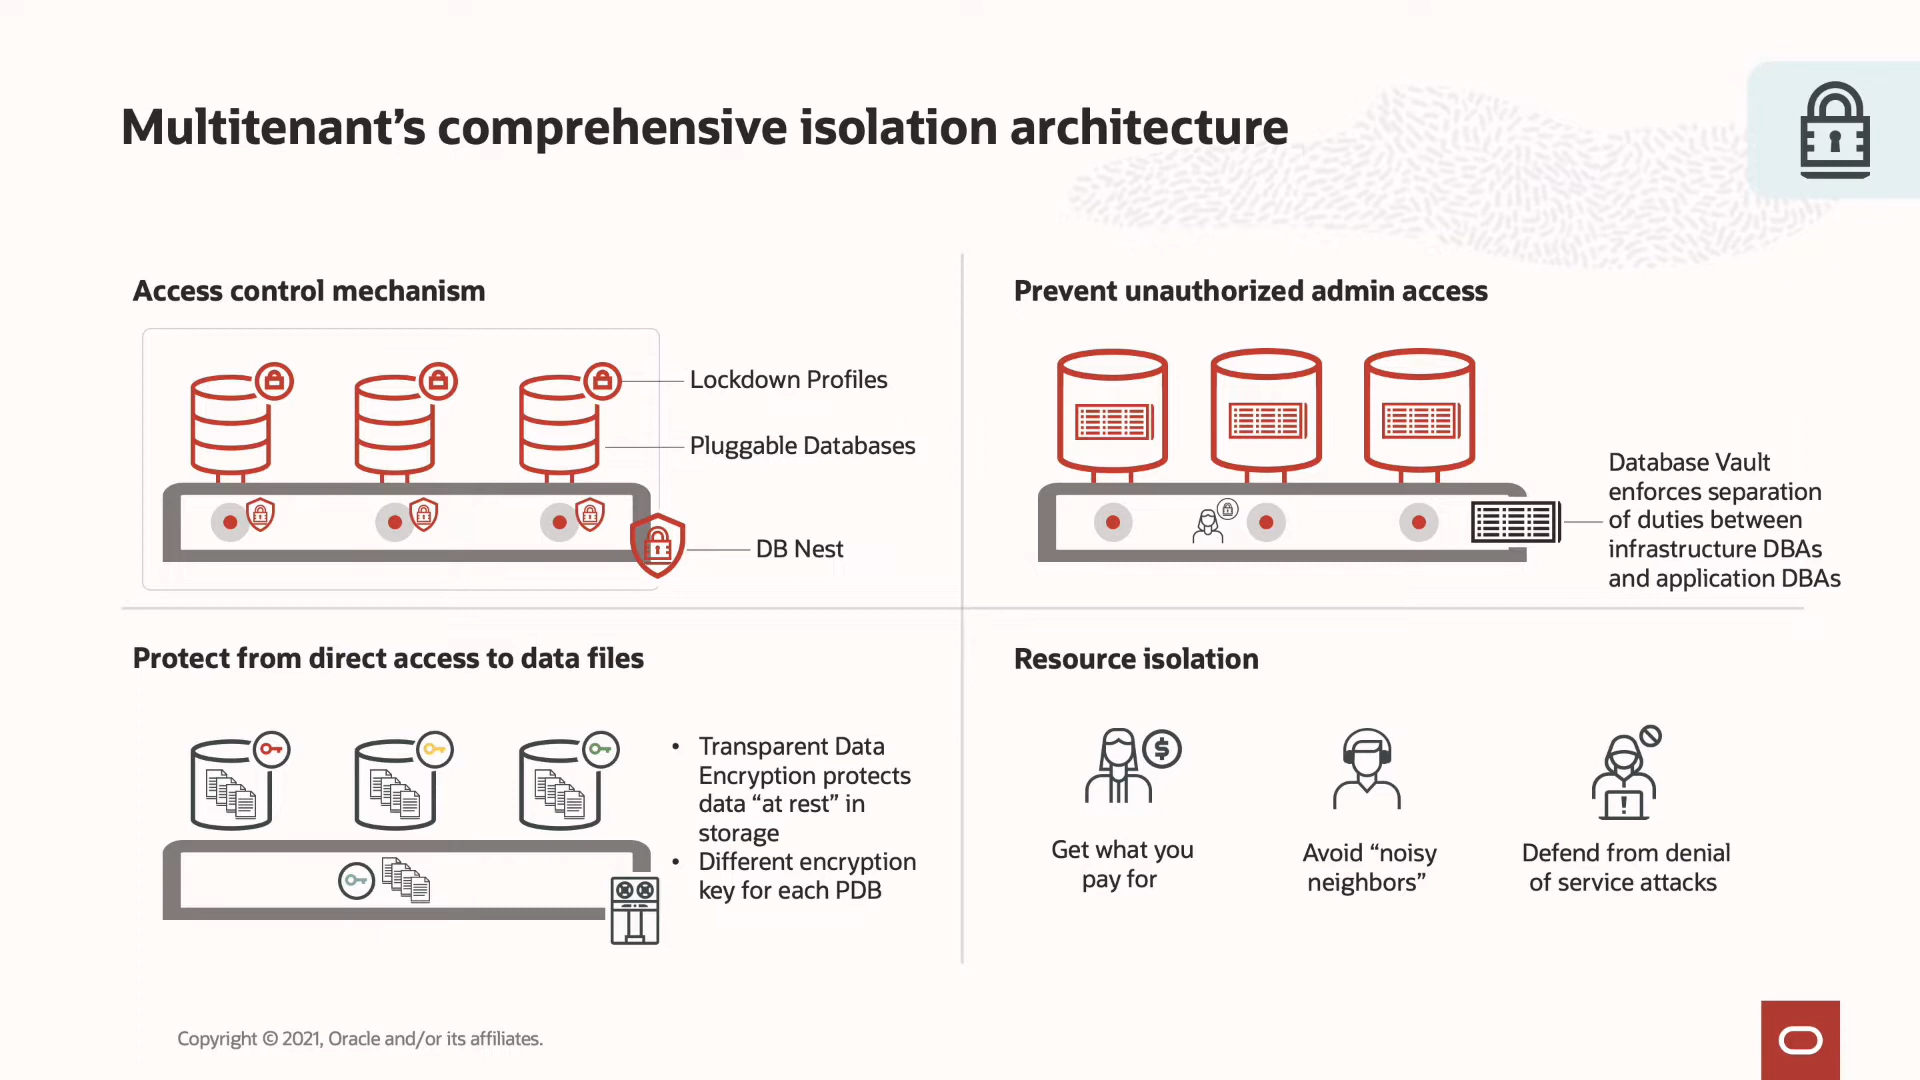 Multitenant’s comprehensive isolation architecture
Access control mechanism
Lockdown Profiles
Pluggable Databases
DB Nest
Prevent unauthorized admin access
Database Vault
enforces separation
of duties between
infrastructure DBAs
and application DBAs
Protect from direct access to data files
• Transparent Data
Encryption protects
data “at rest” in
storage
• Different encryption
key for each PDB
Resource isolation
$
Get what you
pay for
Avoid “noisy
neighbors”
!
Defend from denial
of service attacks
Copyright © 2021, Oracle and/or its affiliates.